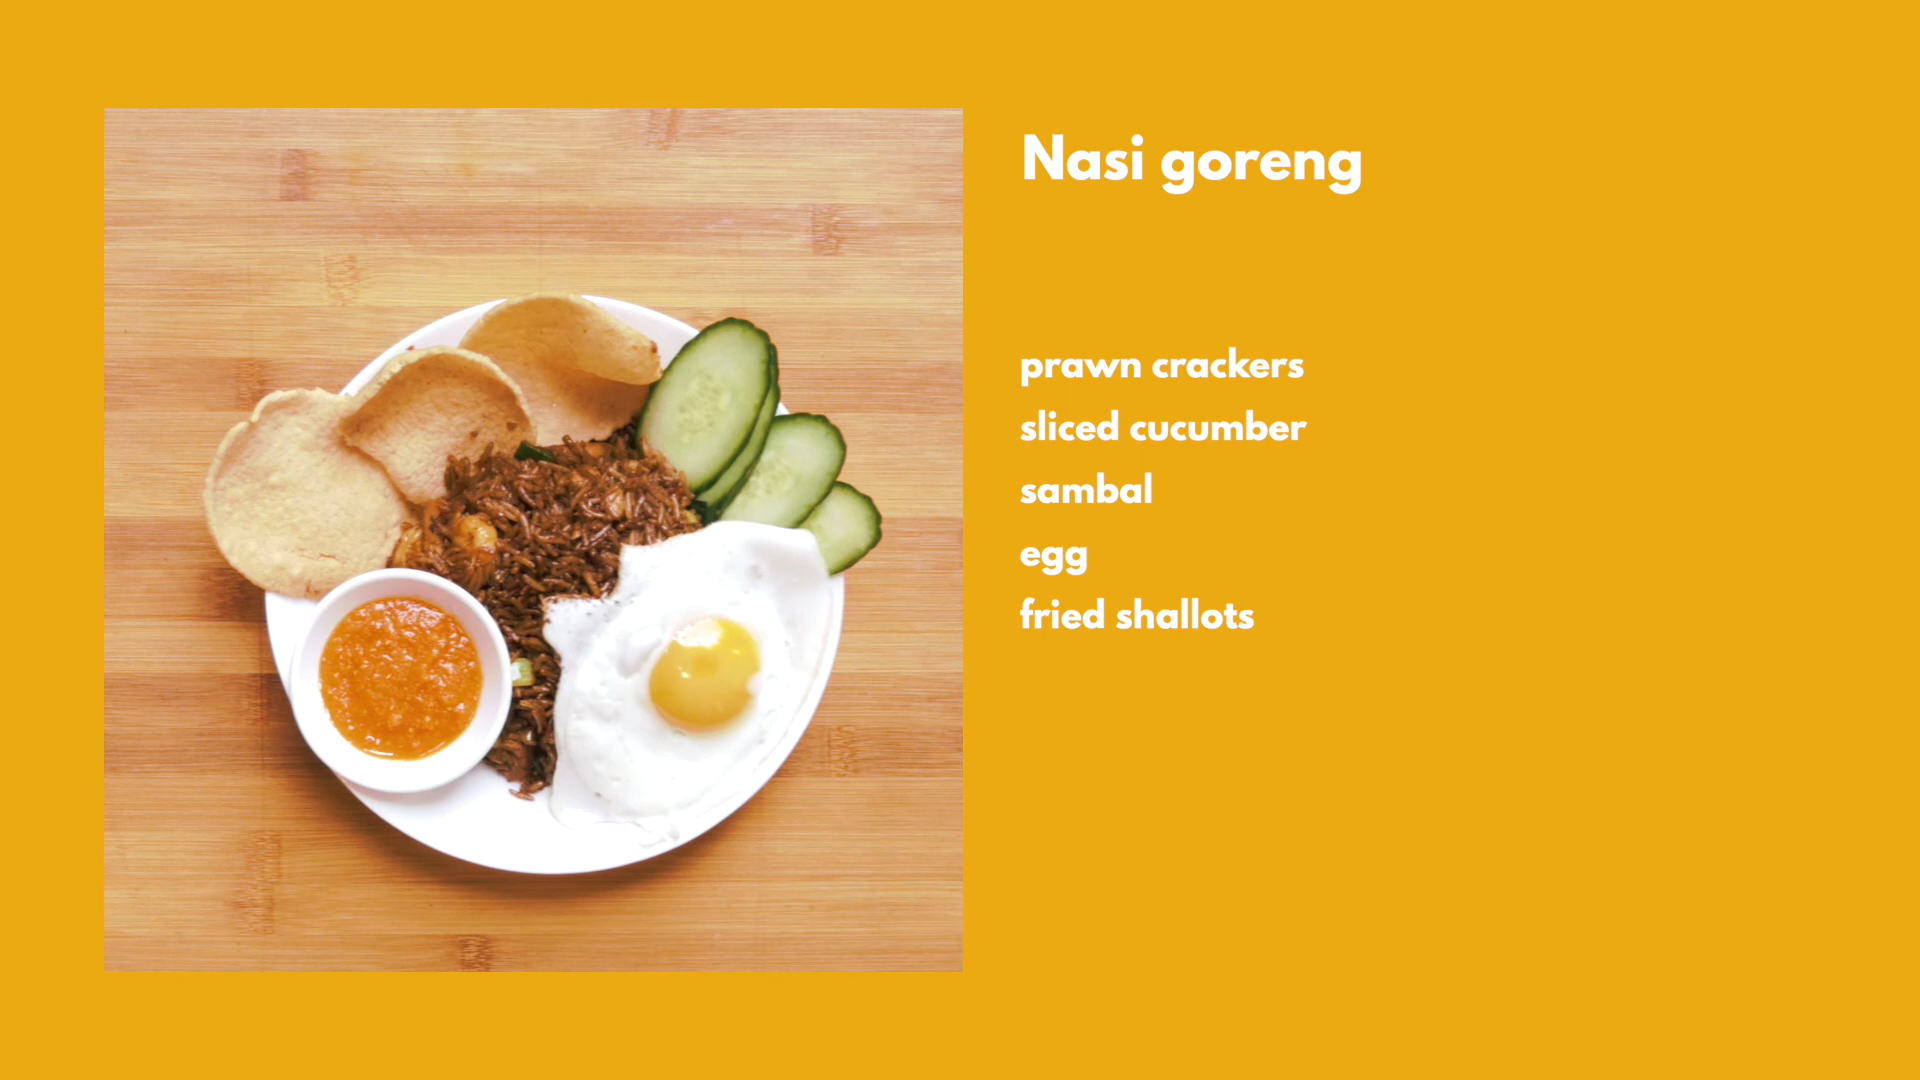 Nasi goreng
prawn crackers
sliced cucumber
sambal
egg
fried shallots